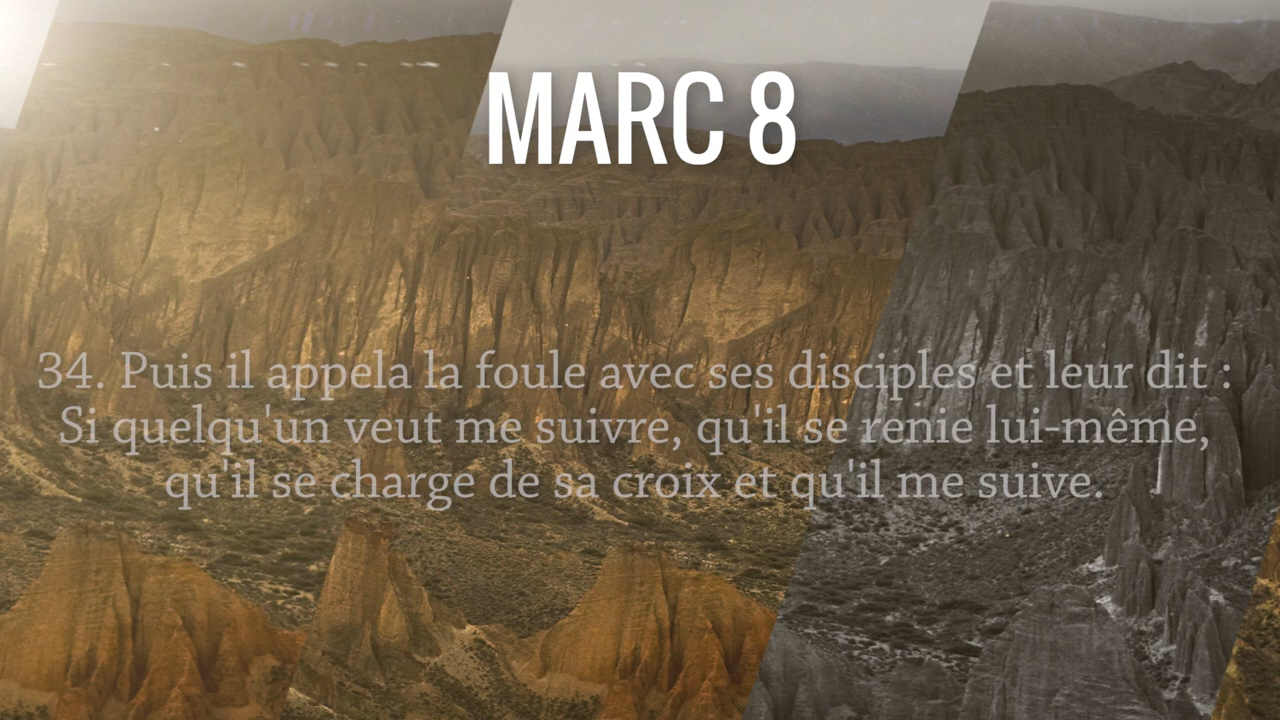 MARC 8
34. Puis il appela la foule avec ses disciples et leur dit :
Si quelqu'un veut me suivre, qu'il se renie lui-même,
qu'il se charge de sa croix et qu'il me suive.